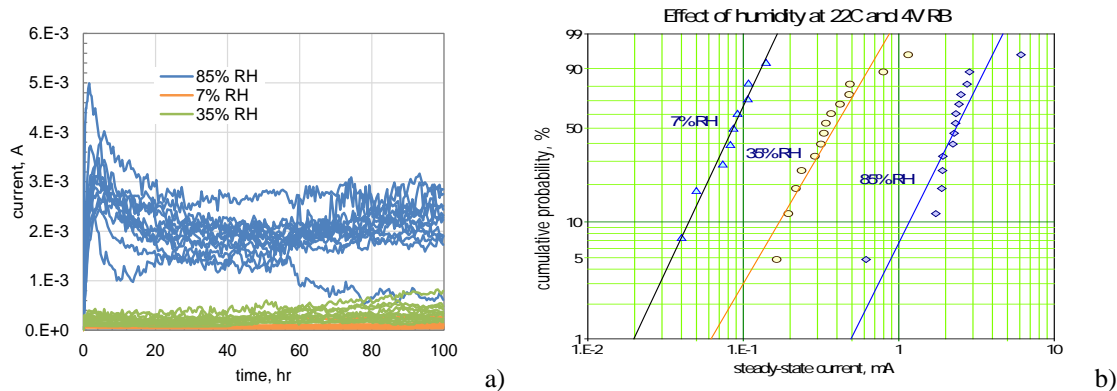 6.E-3
5.E-3
4.E-3
3.E-3
2.E-3
1.E-3
0.E+0
current, A
85% RH
7% RH
35% RH
0
20
40
60
80
100
time, hr
a)
Effect of humidity at 22C and 4V RB
99
90
50
10
5
1
cumulative probability, %
7%RH
35%RH
85%RH
1.E-2
1.E-1
1
10
steady-state current, mA
b)